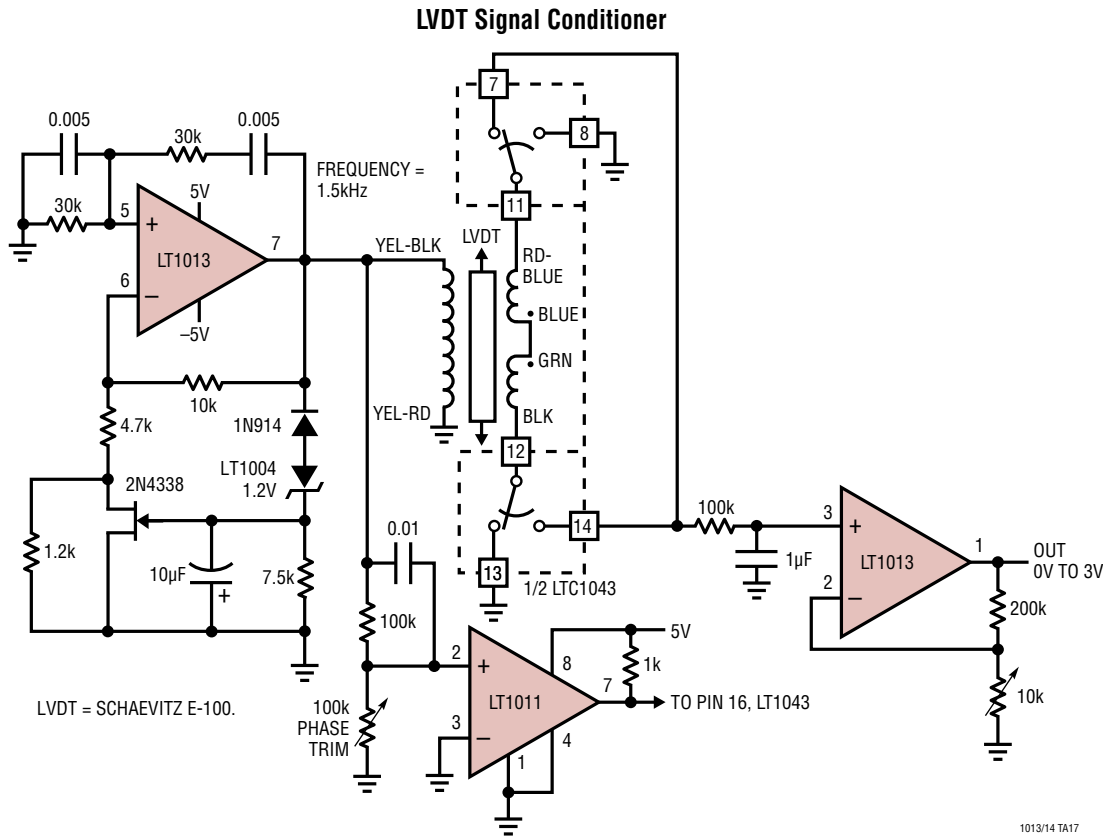 LVDT Signal Conditioner
7
8
0.005
0.005
30k
FREQUENCY =
1.5kHz
30k
5
+
5V
LT1013
7
6
–
–5V
11
YEL-BLK
LVDT
RD-
BLUE
BLUE
GRN
10k
YEL-RD
BLK
4.7k
1N914
12
LT1004
1.2V
2N4338
14
100k
3
+
1
OUT
0V TO 3V
LT1013
1µF
2
–
1.2k
10µF
+
7.5k
0.01
13
1/2 LTC1043
200k
100k
5V
2
+
8
1k
7
TO PIN 16, LT1043
LT1011
10k
LVDT = SCHAEVITZ E-100.
100k
PHASE
TRIM
3
–
4
1
1013/14 TA17